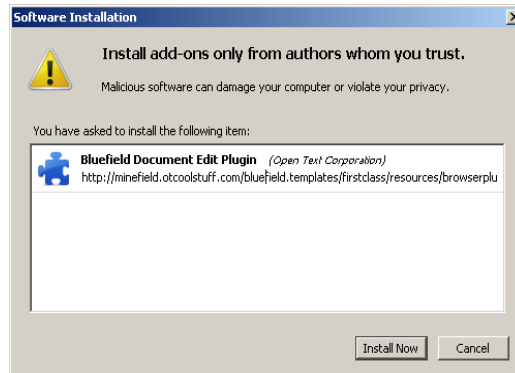 Software Installation
Install add-ons only from authors whom you trust.
Malicious software can damage your computer or violate your privacy.
You have asked to install the following item:
Bluefield Document Edit Plugin (Open Text Corporation)
http://minefield.otcoolstuff.com/bluefield.templates/firstclass/resources/browserplu
Install Now Cancel